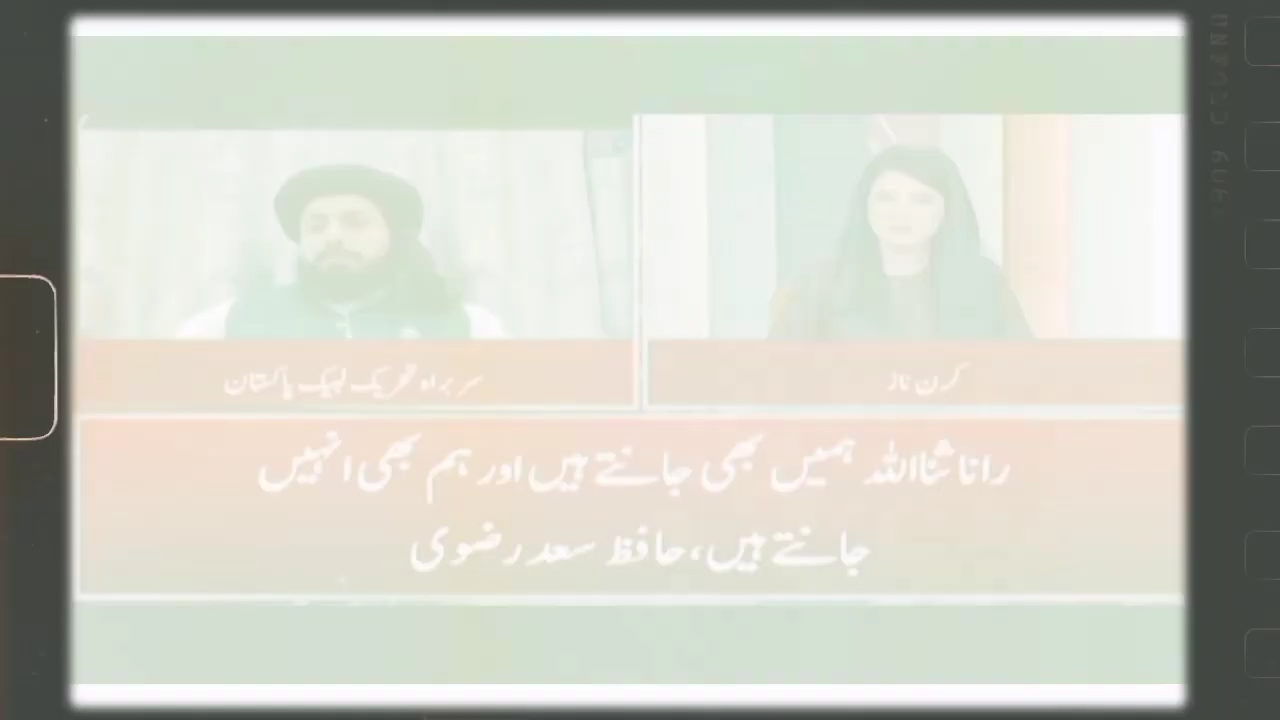 سربراہ تحریک لبیک پاکستان
کرن ناز
رانا ثنااللہ ہمیں بھی جانتے ہیں اور ہم بھی انہیں
جانتے ہیں، حافظ سعد رضوی